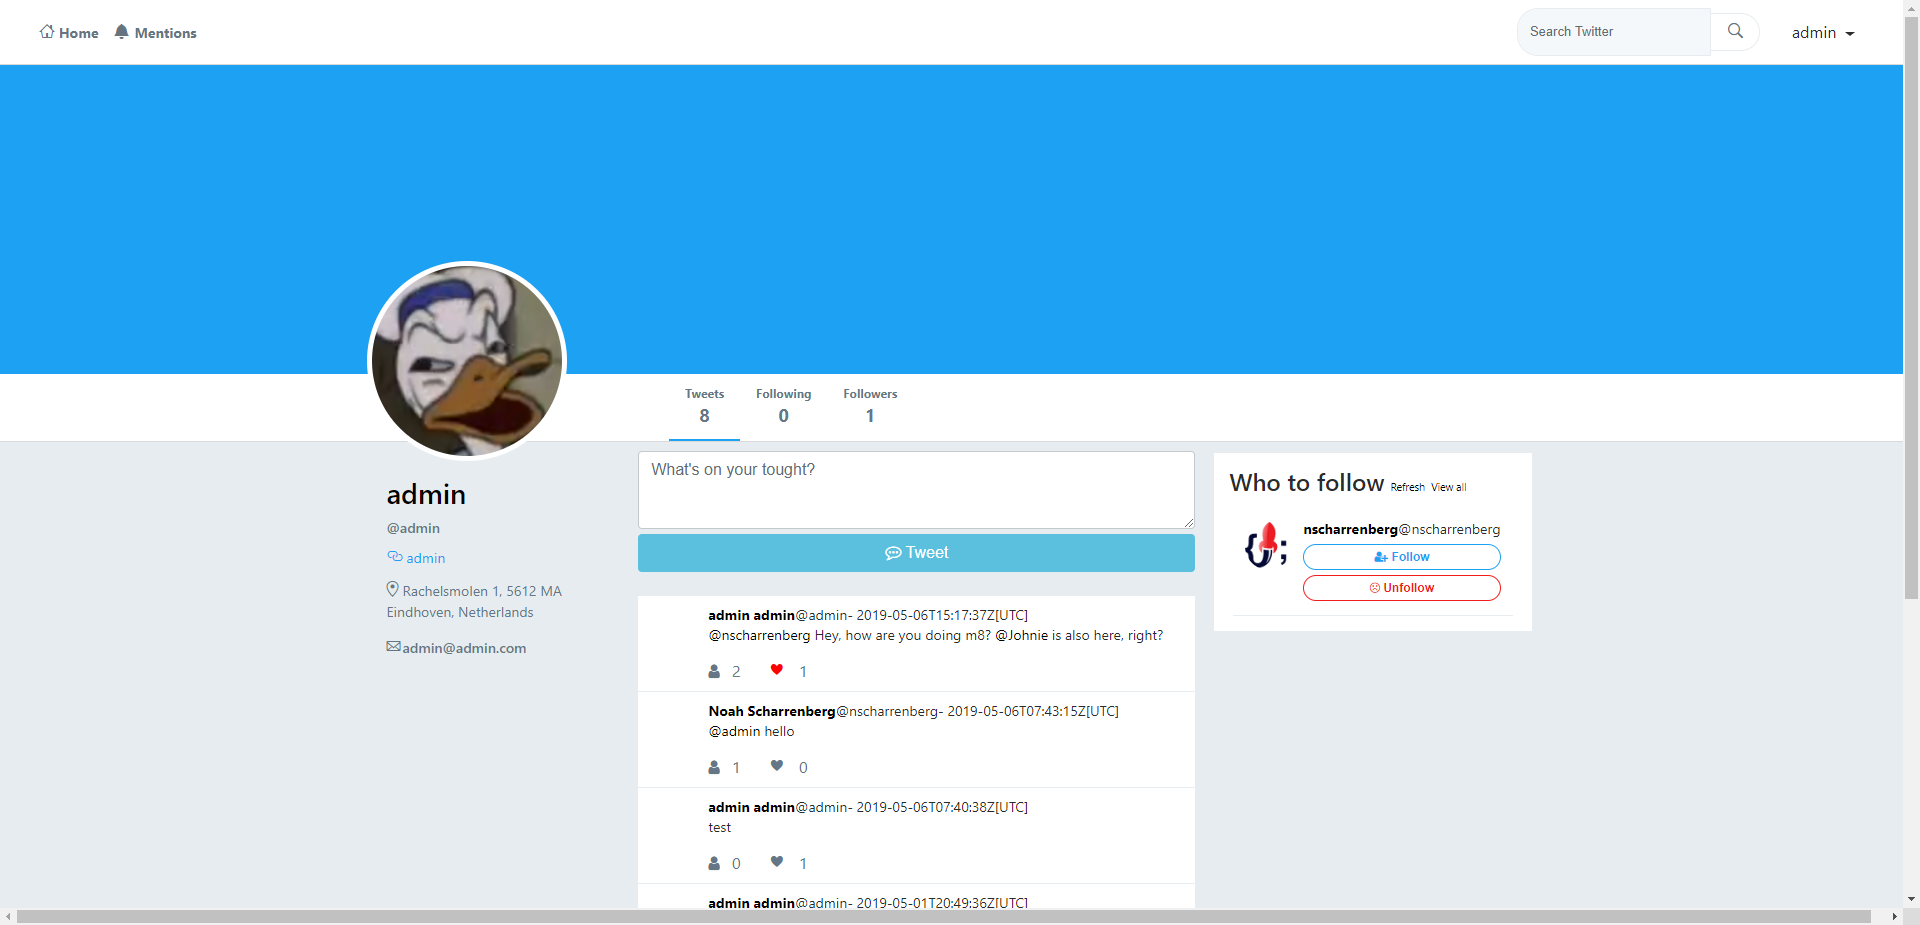 Home Mentions
Search Twitter
admin
Tweets Following Followers
8 0 1
admin
@admin
admin
Rachelsmolen 1, 5612 MA
Eindhoven, Netherlands
admin@admin.com
What's on your tought?
Tweet
admin admin@admin- 2019-05-06T15:17:37Z[UTC]
@nscharrenberg Hey, how are you doing m8? @Johnie is also here, right?
2 1
Noah Scharrenberg@nscharrenberg- 2019-05-06T07:43:15Z[UTC]
@admin hello
1 0
admin admin@admin- 2019-05-06T07:40:38Z[UTC]
test
0 1
admin admin@admin- 2019-05-01T20:49:36Z[UTC]
Who to follow Refresh View all
{ ;
nscharrenberg@nscharrenberg
Follow
Unfollow